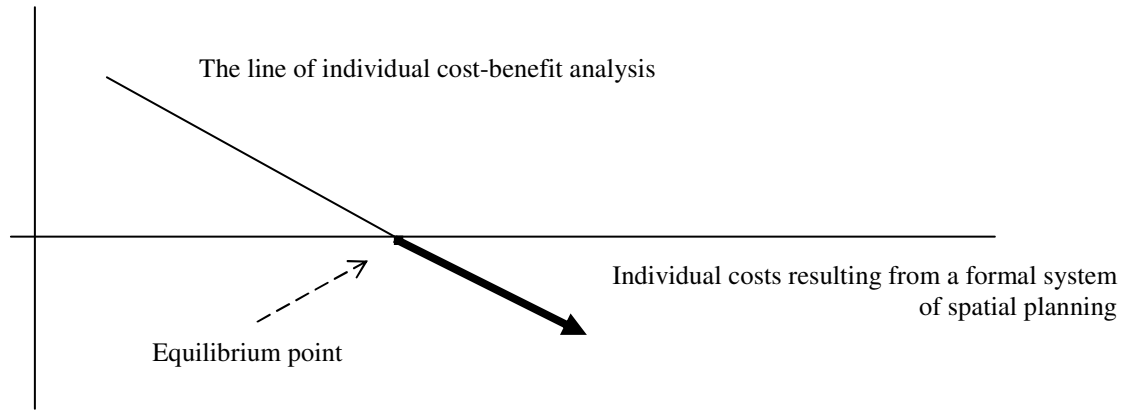 The line of individual cost-benefit analysis
Individual costs resulting from a formal system
of spatial planning
Equilibrium point